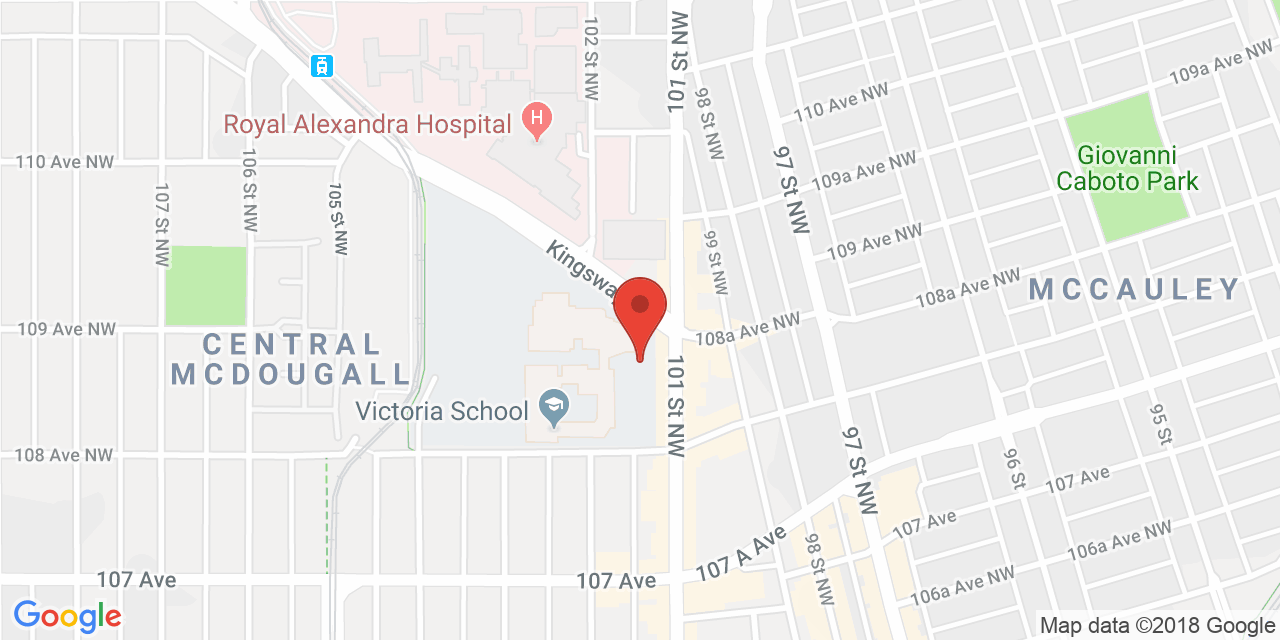 102 St NW
101 St NW
109a Ave NW
110 Ave NW
98 St NW
Royal Alexandra Hospital
H
110 Ave NW
106 St NW
107 St NW
105 St NW
97 St NW
109a Ave NW
Giovanni
Caboto Park
99 St NW
109 Ave NW
Kingsway
108a Ave NW
MCCAULEY
109 Ave NW
108a Ave NW
CENTRAL
MCDOUGALL
101 St NW
Victoria School
95 St
97 St NW
108 Ave NW
96 St
107 Ave
107 Ave
107 A Ave
106a Ave NW
98 St NW
107 Ave
107 Ave
106a Ave NW
Google
Map data ©2018 Google